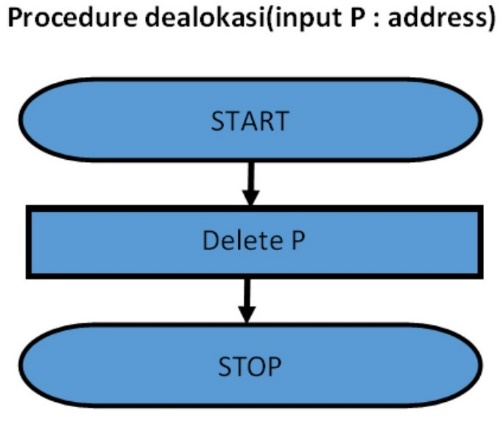 Procedure dealokasi(input P : address)
START
Delete P
STOP